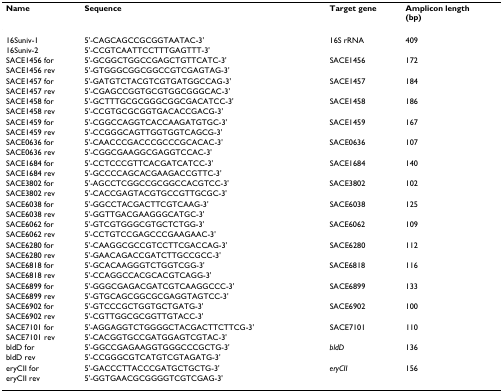 Name Sequence Target gene Amplicon length
(bp)
16Suniv-1 5'-CAGCAGCCGCGGTAATAC-3' 16S rRNA 409
16Suniv-2 5'-CCGTCAATTCCTTTGAGTTT-3'
SACE1456 for 5'-GCGGCTGGCCGAGCTGTTCATC-3' SACE1456 172
SACE1456 rev 5'-GTGGGCGGCGGCCGTCGAGTAG-3'
SACE1457 for 5'-GATGTCTACGTCGTGATGGCCAG-3' SACE1457 184
SACE1457 rev 5'-CGAGCCGGTGCGTGGCGGGCAC-3'
SACE1458 for 5'-GCTTTGCGCGGGCGGCGACATCC-3' SACE1458 186
SACE1458 rev 5'-CCGTGCGCGGTGACACCGACG-3'
SACE1459 for 5'-CGGCCAGGTCACCAAGATGTGC-3' SACE1459 167
SACE1459 rev 5'-CCGGGCAGTTGGTGGTCAGCG-3'
SACE0636 for 5'-CAACCCGACCCGCCCGCACAC-3' SACE0636 107
SACE0636 rev 5'-CGGCGAAGGCGAGGTCCAC-3'
SACE1684 for 5'-CCTCCCGTTCACGATCATCC-3' SACE1684 140
SACE1684 rev 5'-GCCCCAGCACGAAGACCGTTC-3'
SACE3802 for 5'-AGCCTCGGCCGCGGCCACGTCC-3' SACE3802 102
SACE3802 rev 5'-CACCGAGTACGTGCCGTTGCGC-3'
SACE6038 for 5'-GGCCTACGACTTCGTCAAG-3' SACE6038 125
SACE6038 rev 5'-GGTTGACGAAGGGCATGC-3'
SACE6062 for 5'-GTCGTGGGCGTGCTCTGG-3' SACE6062 109
SACE6062 rev 5'-CCTGTCCGAGCCCGAAGAAC-3'
SACE6280 for 5'-CAAGGCGCCGTCCTTCGACCAG-3' SACE6280 112
SACE6280 rev 5'-GAACAGACCGATCTTGCCGCC-3'
SACE6818 for 5'-GCACAAGGGTCTGGTCGG-3' SACE6818 116
SACE6818 rev 5'-CCAGGCCACGCACGTCAGG-3'
SACE6899 for 5'-GGGCGAGACGATCGTCAAGGCCC-3' SACE6899 133
SACE6899 rev 5'-GTGCAGCGGCGCGAGGTAGTCC-3'
SACE6902 for 5'-GTCCCGCTGGTGCTGATG-3' SACE6902 100
SACE6902 rev 5'-CGTTGGCGCGGTTGTACC-3'
SACE7101 for 5'-AGGAGGTCTGGGGCTACGACTTCTTCG-3' SACE7101 110
SACE7101 rev 5'-CACGGTGCCGATGGAGTCGTAC-3'
bldD for 5'-GGCCGAGAAGGTGGGCCCGCTG-3' bldD 136
bldD rev 5'-CCGGGCGTCATGTCGTAGATG-3'
eryCII for 5'-GACCCTTACCCGATGCTGCTG-3' eryCII 156
eryCII rev 5'-GGTGAACGCGGGGTCGTCGAG-3'